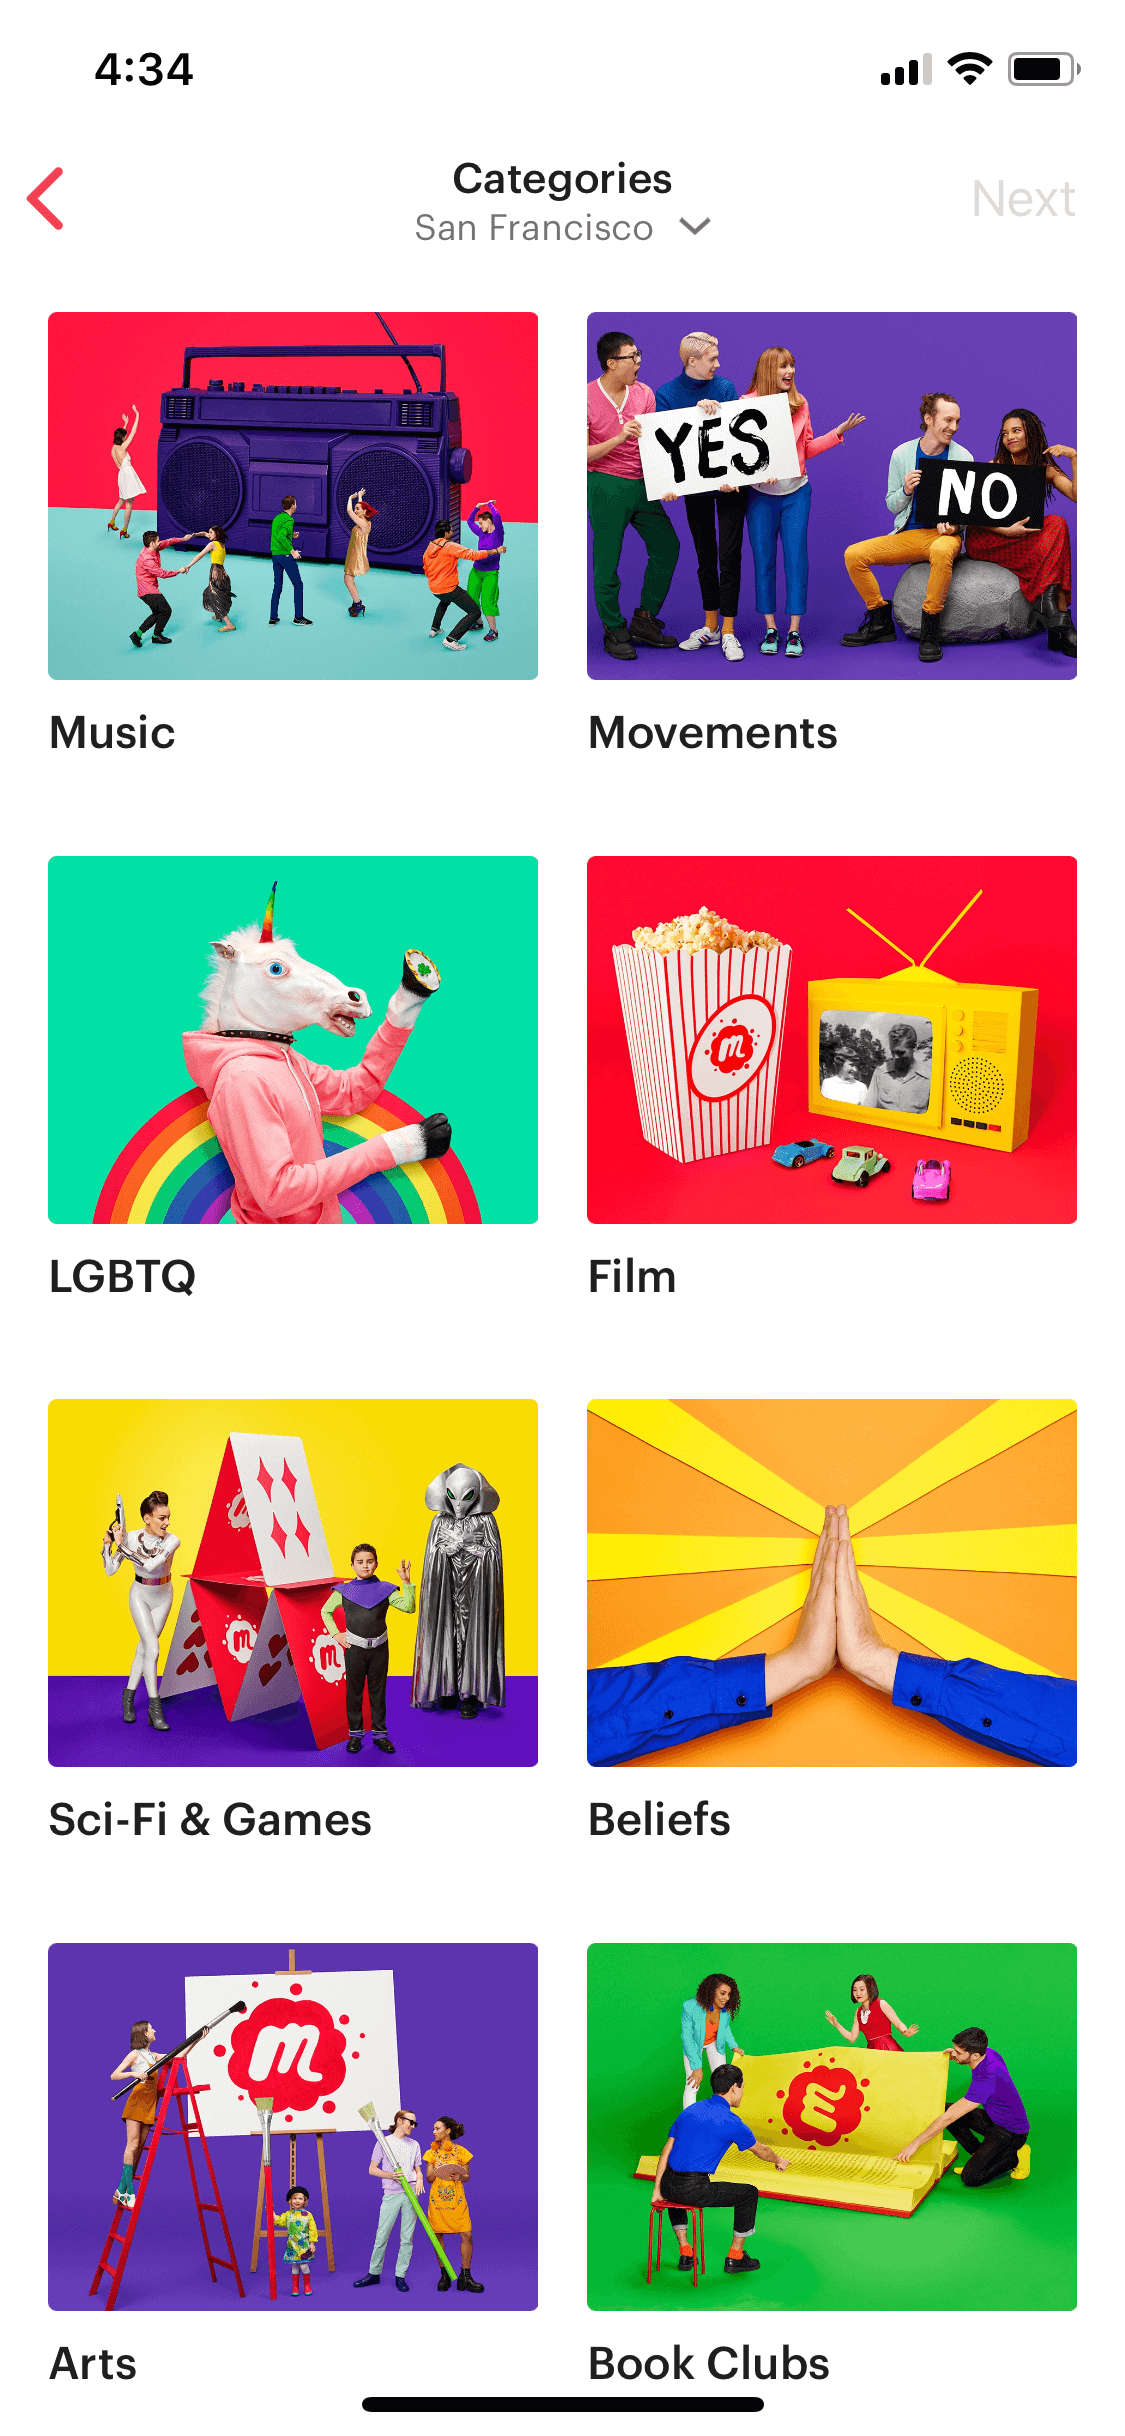 4:34
Categories
San Francisco
Next
YES
NO
Music
Movements
m
LGBTQ
Film
m
m
Sci-Fi & Games
Beliefs
m
E
Arts
Book Clubs